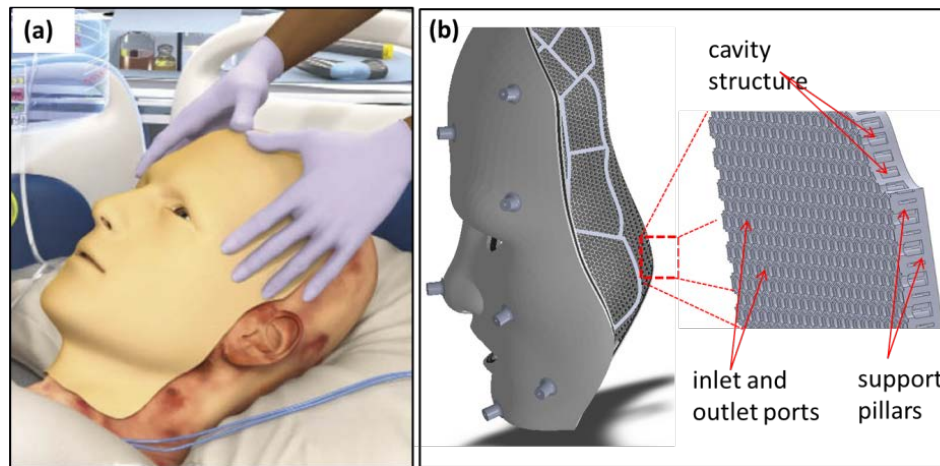 (a)
(b)
cavity
structure
inlet and
outlet ports
support
pillars